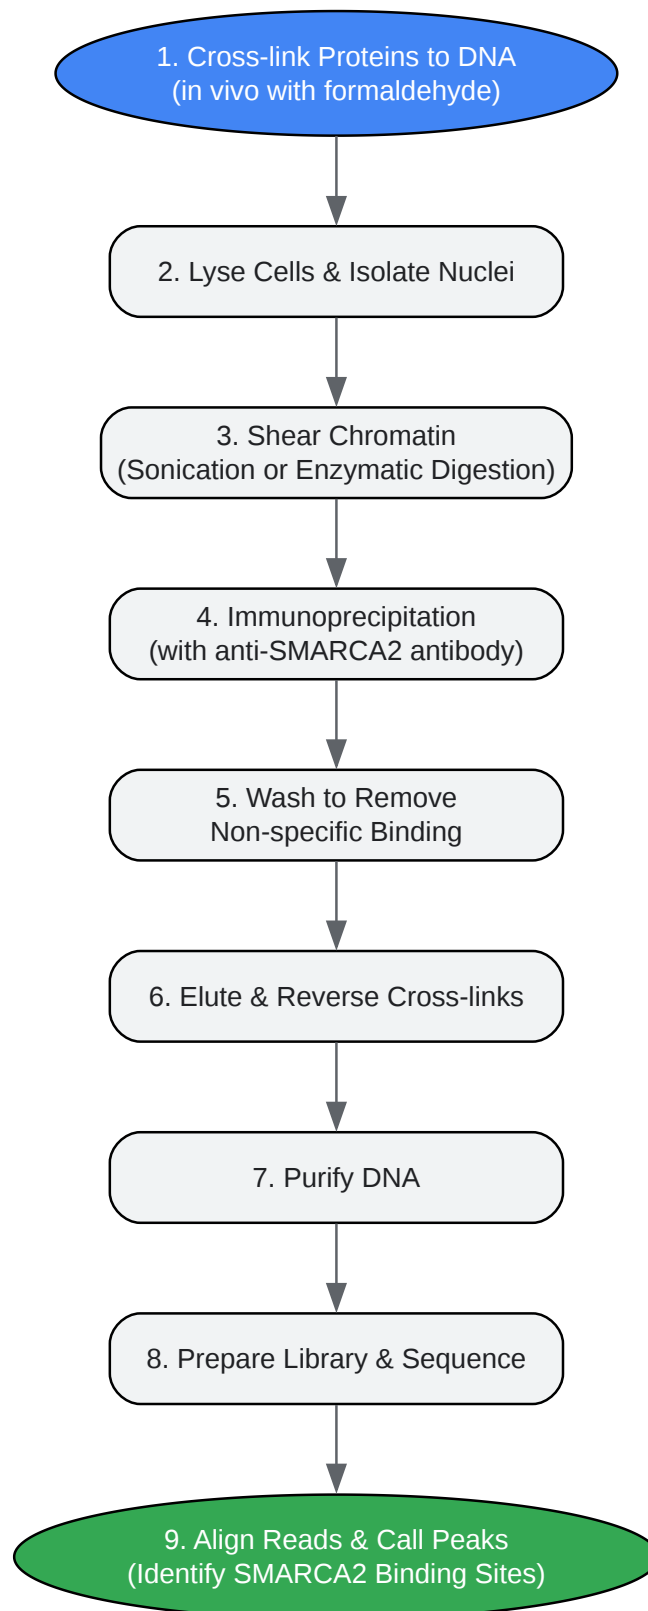 1. Cross-link Proteins to DNA
(in vivo with formaldehyde)
2. Lyse Cells & Isolate Nuclei
3. Shear Chromatin
(Sonication or Enzymatic Digestion)
4. Immunoprecipitation
(with anti-SMARCA2 antibody)
5. Wash to Remove
Non-specific Binding
6. Elute & Reverse Cross-links
7. Purify DNA
8. Prepare Library & Sequence
9. Align Reads & Call Peaks
(Identify SMARCA2 Binding Sites)